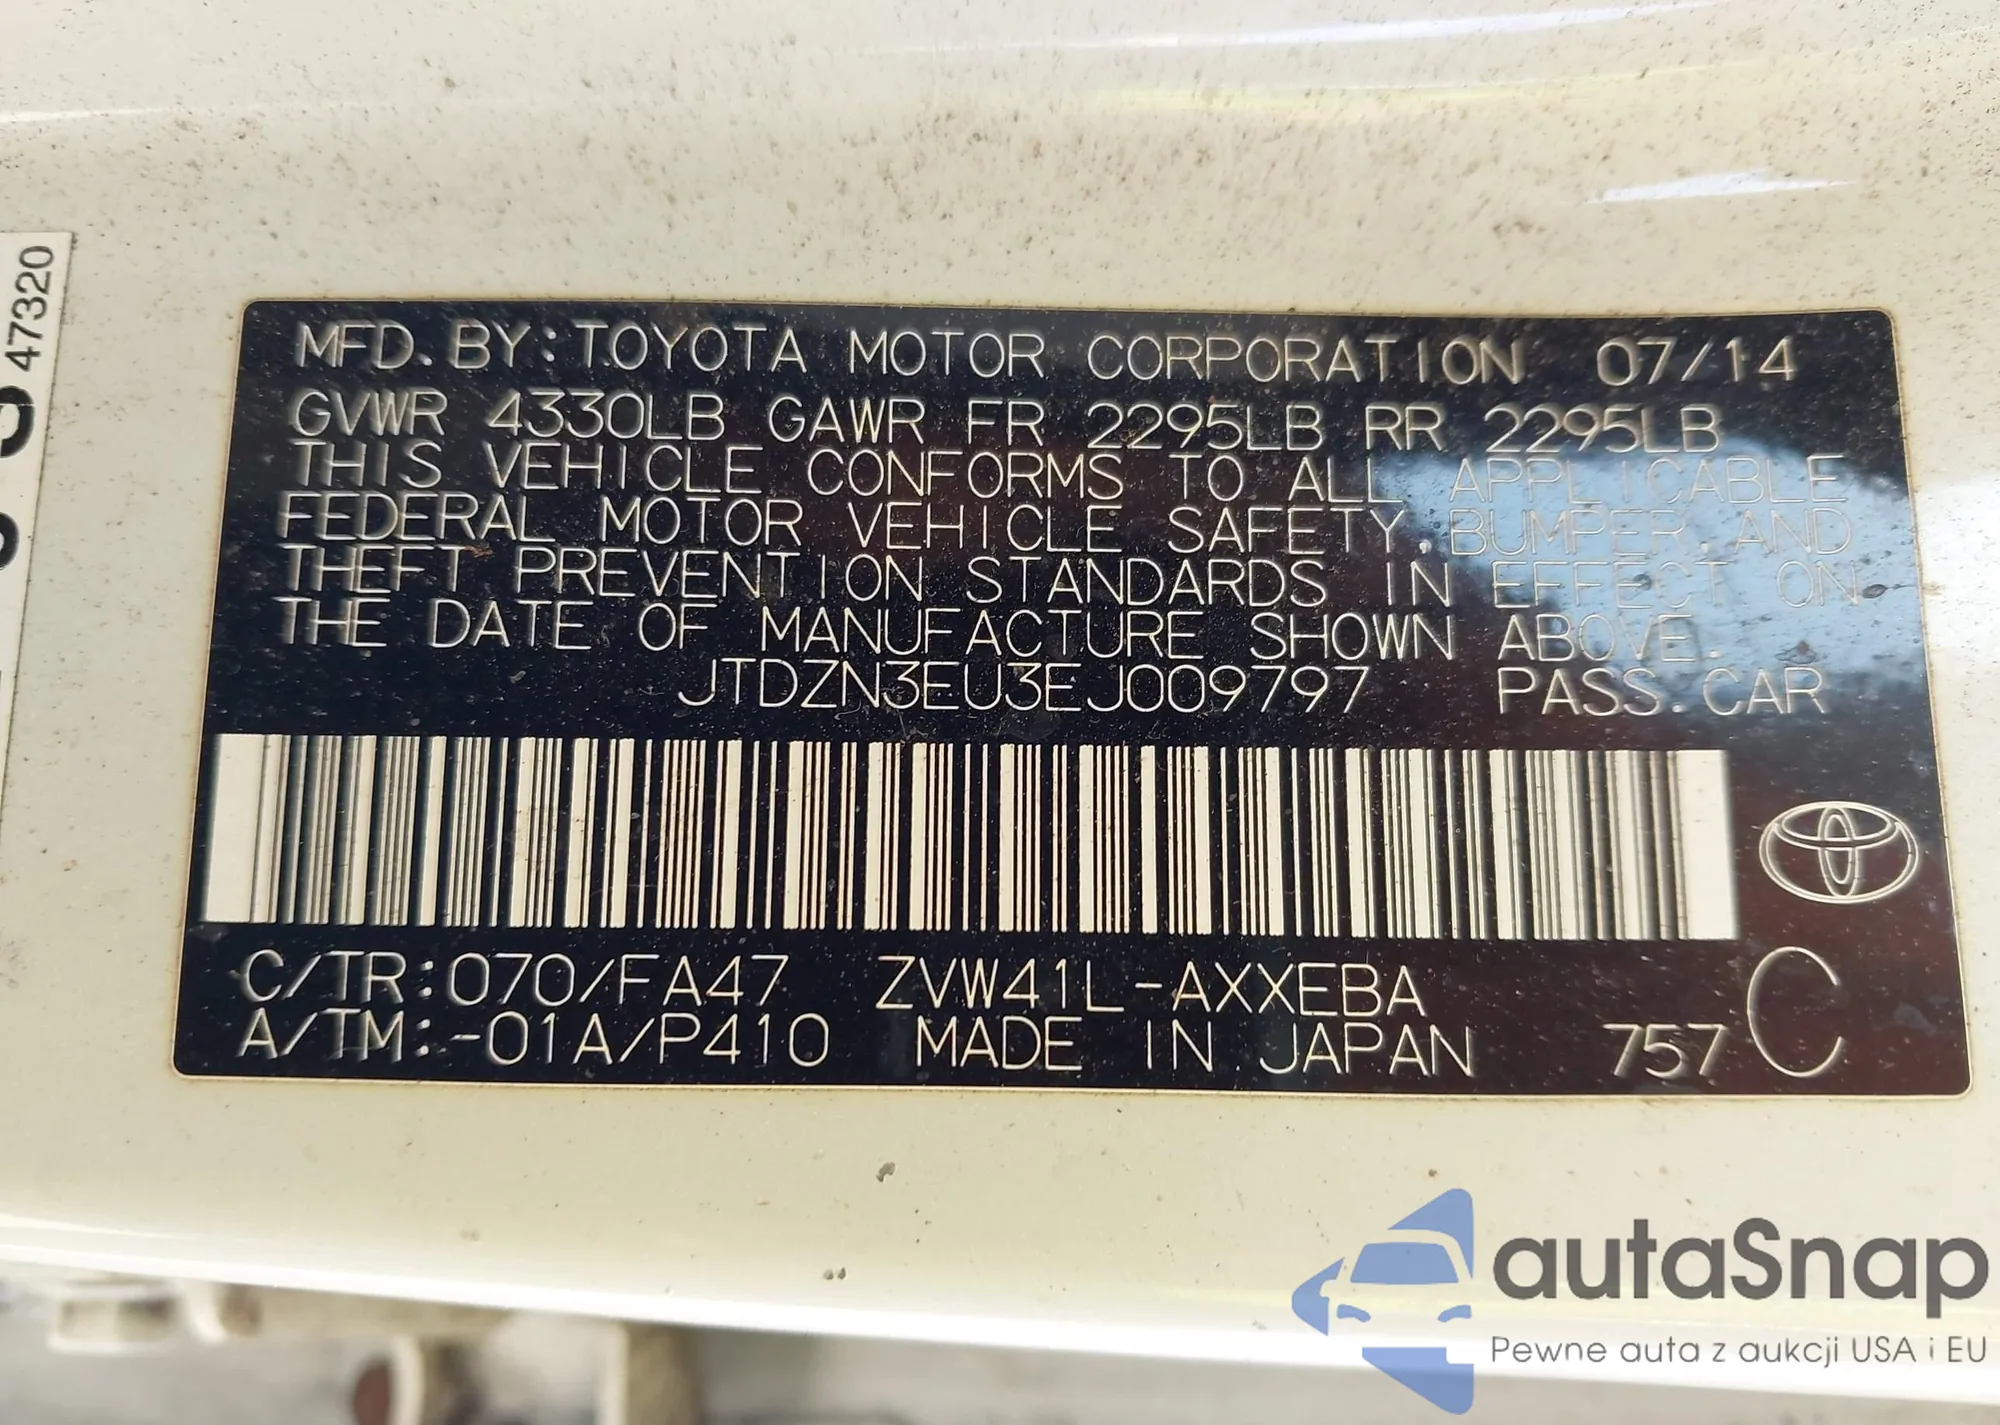 47320
MFD. BY: TOYOTA MOTOR CORPORATION 07/14
GVWR 4330LB GAWR FR 2295LB RR 2295LB
THIS VEHICLE CONFORMS TO ALL APPLICABLE
FEDERAL MOTOR VEHICLE SAFETY, BUMPER, AND
THEFT PREVENTION STANDARDS IN EFFECT ON
THE DATE OF MANUFACTURE SHOWN ABOVE.
JTDZN3EU3EJ009797 PASS. CAR
C/TR: 070/FA47 ZVW41L-AXXEBA
A/TM: -01A/P410 MADE IN JAPAN 757 C
autaSnap
Pewne auta z aukcji USA i EU